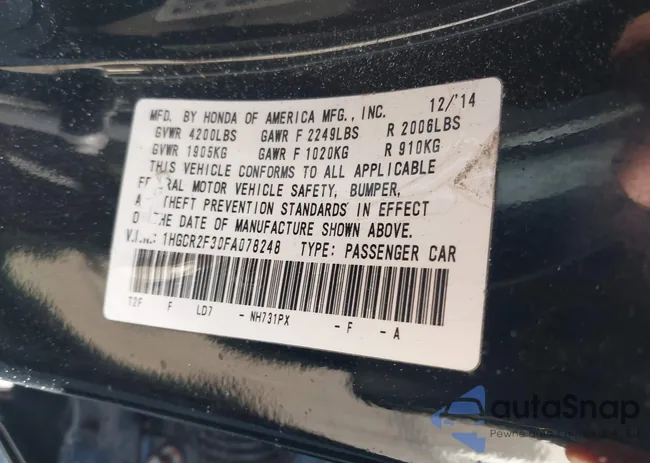 MFD. BY HONDA OF AMERICA MFG., INC. 12/'14
GVWR 4200LBS GAWR F 2249LBS R 2006LBS
GVWR 1905KG GAWR F 1020KG R 910KG
THIS VEHICLE CONFORMS TO ALL APPLICABLE
F RAL MOTOR VEHICLE SAFETY, BUMPER,
A THEFT PREVENTION STANDARDS IN EFFECT
O THE DATE OF MANUFACTURE SHOWN ABOVE.
V.I.N.: 1HGCR2F30FA078248 TYPE: PASSENGER CAR
T2F F LD7 - NH731PX - F - A
autoSnap